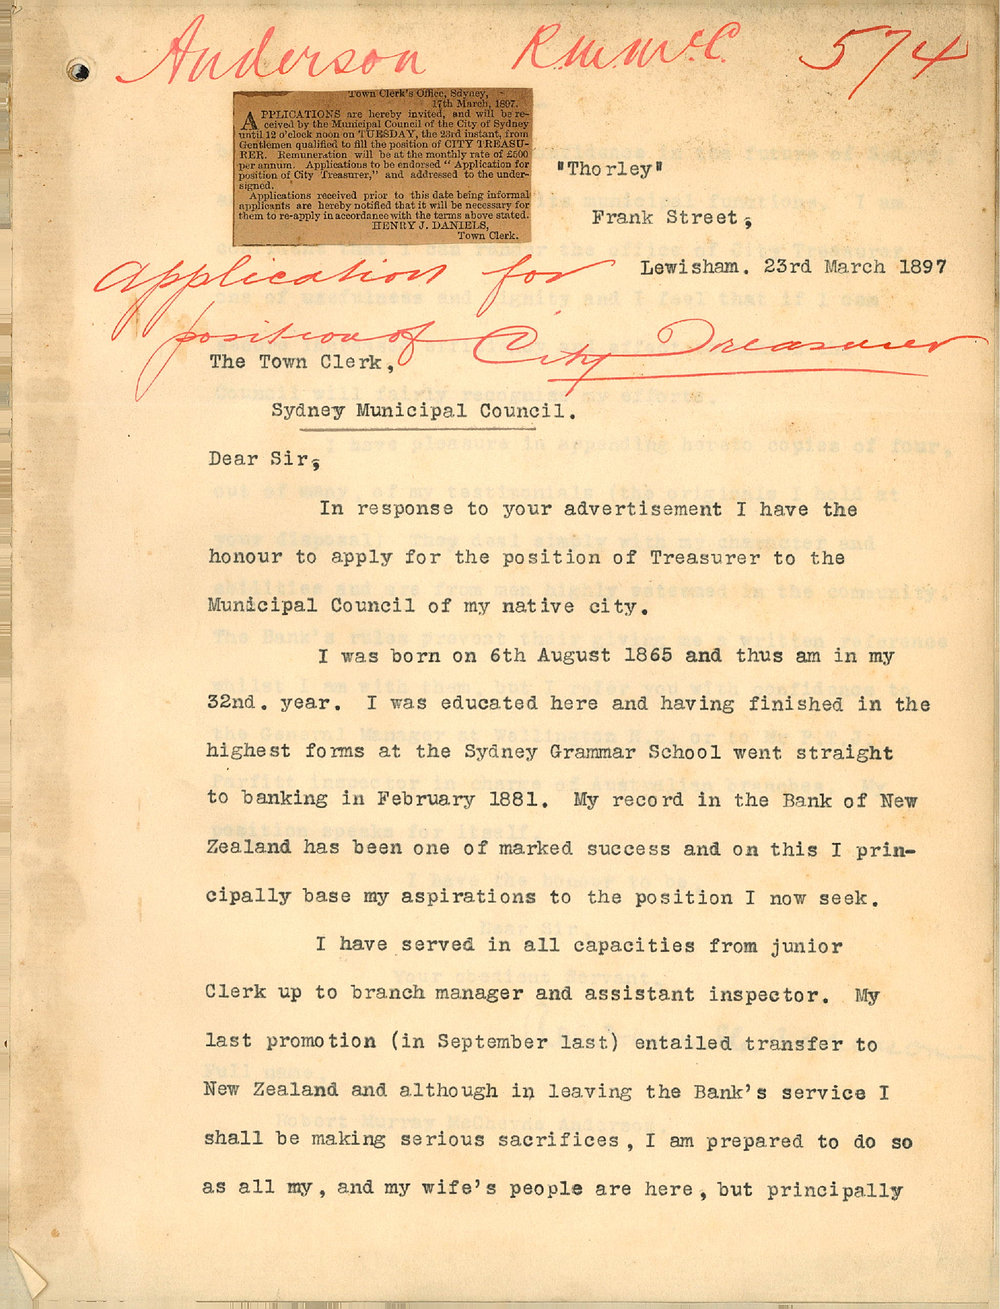 Anderson R.M.McC. 574
Town Clerk's Office, Sdyney,
17th March, 1897.
APPLICATIONS are hereby invited, and will be re-
ceived by the Municipal Council of the City of Sydney
until 12 o'clock noon on TUESDAY, the 23rd instant, from
Gentlemen qualified to fill the position of CITY TREASU-
RER. Remuneration will be at the monthly rate of £500
per annum. Applications to be endorsed "Application for
position of City Treasurer," and addressed to the under-
signed.
Applications received prior to this date being informal
applicants are hereby notified that it will be necessary for
them to re-apply in accordance with the terms above stated.
HENRY J. DANIELS,
Town Clerk.
"Thorley"
Frank Street,
Lewisham. 23rd March 1897
Application for
position of City Treasurer
The Town Clerk,
Sydney Municipal Council.
Dear Sir,
In response to your advertisement I have the
honour to apply for the position of Treasurer to the
Municipal Council of my native city.
I was born on 6th August 1865 and thus am in my
32nd. year. I was educated here and having finished in the
highest forms at the Sydney Grammar School went straight
to banking in February 1881. My record in the Bank of New
Zealand has been one of marked success and on this I prin-
cipally base my aspirations to the position I now seek.
I have served in all capacities from junior
Clerk up to branch manager and assistant inspector. My
last promotion (in September last) entailed transfer to
New Zealand and although in leaving the Bank's service I
shall be making serious sacrifices, I am prepared to do so
as all my, and my wife's people are here, but principally